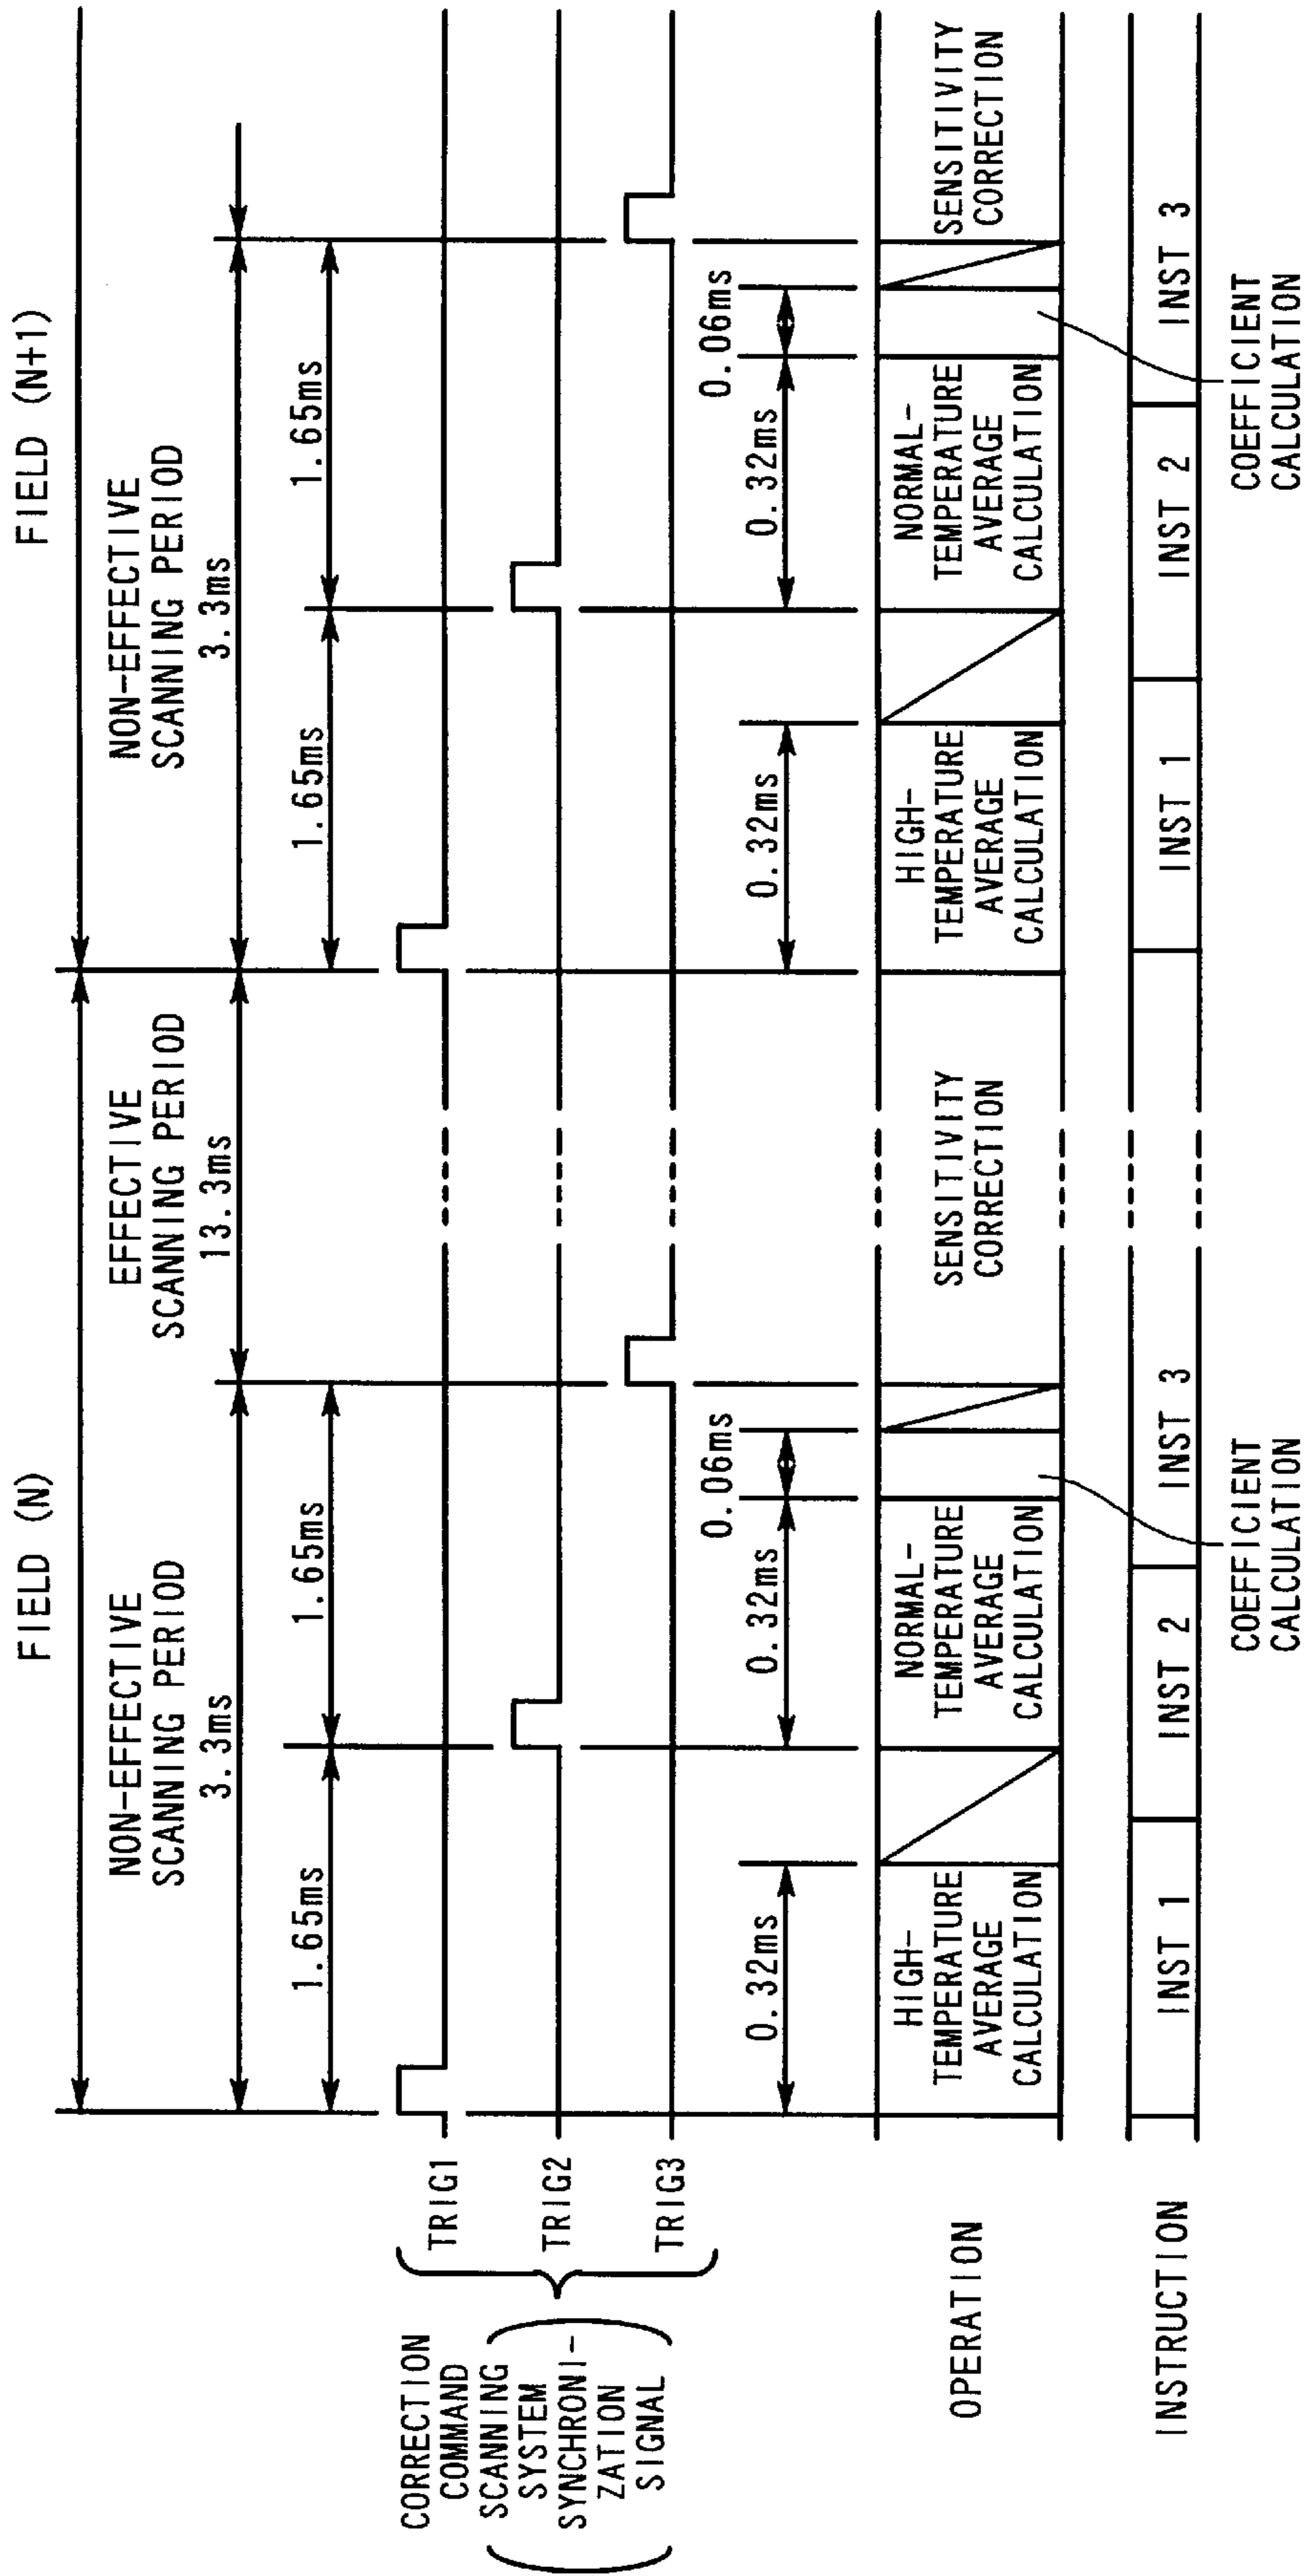 FIELD (N)
FIELD (N+1)
NON-EFFECTIVE
SCANNING PERIOD
3.3ms
EFFECTIVE
SCANNING PERIOD
13.3ms
NON-EFFECTIVE
SCANNING PERIOD
3.3ms
1.65ms
1.65ms
1.65ms
1.65ms
CORRECTION
COMMAND
SCANNING
SYSTEM
SYNCHRONI-
ZATION
SIGNAL
TRIG1
TRIG2
TRIG3
0.32ms
0.32ms
0.06ms
0.32ms
0.32ms
0.06ms
OPERATION
HIGH-
TEMPERATURE
AVERAGE
CALCULATION
NORMAL-
TEMPERATURE
AVERAGE
CALCULATION
SENSITIVITY
CORRECTION
HIGH-
TEMPERATURE
AVERAGE
CALCULATION
NORMAL-
TEMPERATURE
AVERAGE
CALCULATION
SENSITIVITY
CORRECTION
INSTRUCTION
INST 1
INST 2
INST 3
INST 1
INST 2
INST 3
COEFFICIENT
CALCULATION
COEFFICIENT
CALCULATION